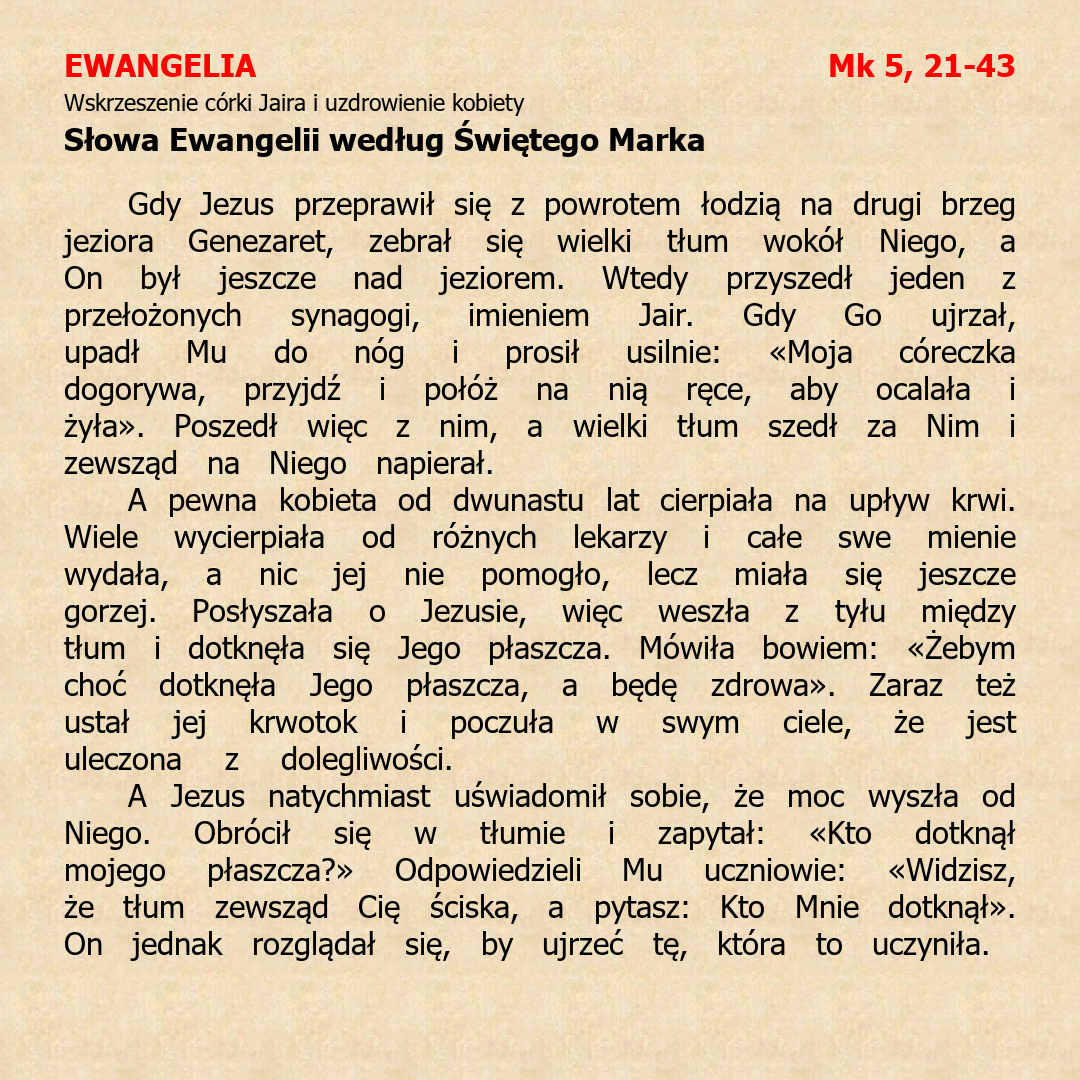 EWANGELIA Mk 5, 21-43
Wskrzeszenie córki Jaira i uzdrowienie kobiety
Słowa Ewangelii według Świętego Marka
Gdy Jezus przeprawił się z powrotem łodzią na drugi brzeg
jeziora Genezaret, zebrał się wielki tłum wokół Niego, a
On był jeszcze nad jeziorem. Wtedy przyszedł jeden z
przełożonych synagogi, imieniem Jair. Gdy Go ujrzał,
upadł Mu do nóg i prosił usilnie: «Moja córeczka
dogorywa, przyjdź i połóż na nią ręce, aby ocalała i
żyła». Poszedł więc z nim, a wielki tłum szedł za Nim i
zewsząd na Niego napierał.
A pewna kobieta od dwunastu lat cierpiała na upływ krwi.
Wiele wycierpiała od różnych lekarzy i całe swe mienie
wydała, a nic jej nie pomogło, lecz miała się jeszcze
gorzej. Posłyszała o Jezusie, więc weszła z tyłu między
tłum i dotknęła się Jego płaszcza. Mówiła bowiem: «Żebym
choć dotknęła Jego płaszcza, a będę zdrowa». Zaraz też
ustał jej krwotok i poczuła w swym ciele, że jest
uleczona z dolegliwości.
A Jezus natychmiast uświadomił sobie, że moc wyszła od
Niego. Obrócił się w tłumie i zapytał: «Kto dotknął
mojego płaszcza?» Odpowiedzieli Mu uczniowie: «Widzisz,
że tłum zewsząd Cię ściska, a pytasz: Kto Mnie dotknął».
On jednak rozglądał się, by ujrzeć tę, która to uczyniła.